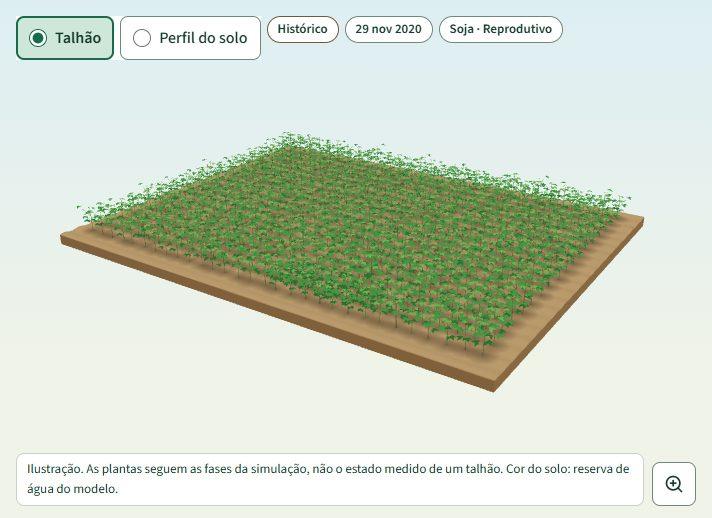 Talhão
Perfil do solo
Histórico
29 nov 2020
Soja · Reprodutivo
Ilustração. As plantas seguem as fases da simulação, não o estado medido de um talhão. Cor do solo: reserva de
água do modelo.